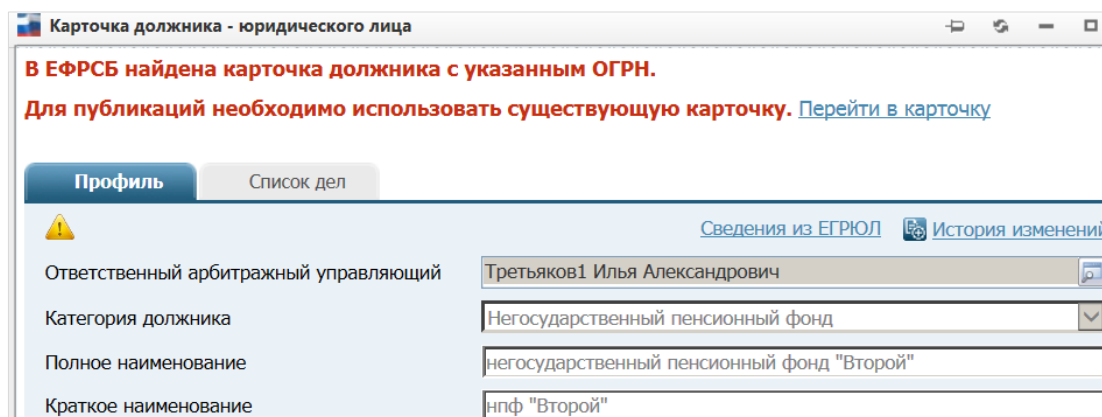 Карточка должника - юридического лица
В ЕФРСБ найдена карточка должника с указанным ОГРН.
Для публикаций необходимо использовать существующую карточку. Перейти в карточку
Профиль Список дел
Сведения из ЕГРЮЛ История изменений
Ответственный арбитражный управляющий Третьяков1 Илья Александрович
Категория должника Негосударственный пенсионный фонд
Полное наименование негосударственный пенсионный фонд "Второй"
Краткое наименование нпф "Второй"